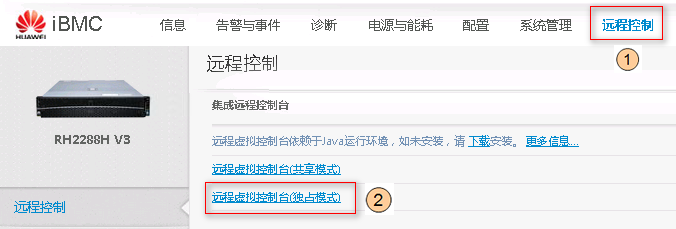 HUAWEI iBMC 信息 告警与事件 诊断 电源与能耗 配置 系统管理 远程控制
1
远程控制
集成远程控制台
RH2288H V3
远程虚拟控制台依赖于Java运行环境，如未安装，请 下载安装。 更多信息...
远程虚拟控制台(共享模式)
远程虚拟控制台(独占模式) 2
远程控制